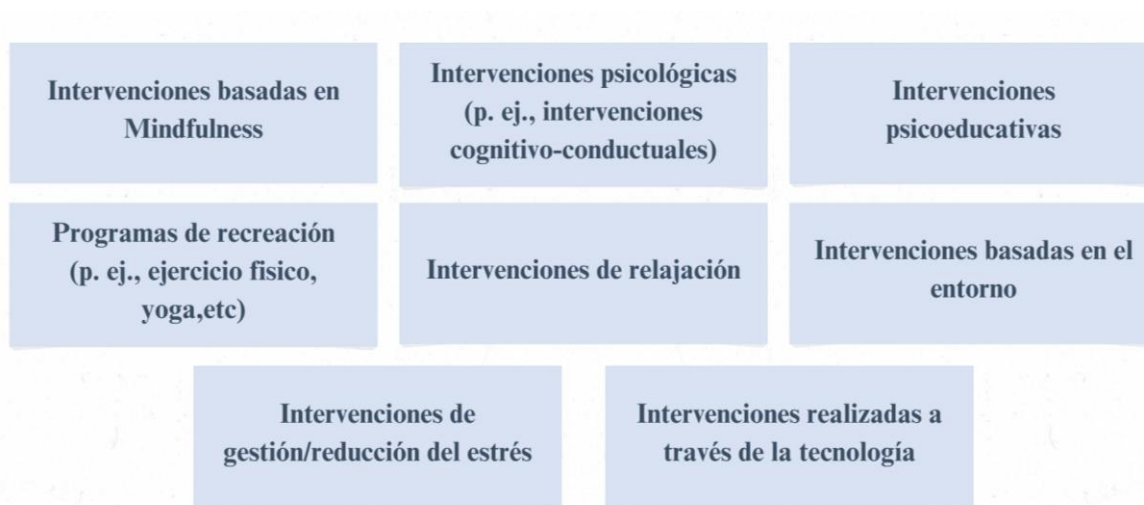 Intervenciones basadas en
Mindfulness
Intervenciones psicológicas
(p. ej., intervenciones
cognitivo-conductuales)
Intervenciones
psicoeducativas
Programas de recreación
(p. ej., ejercicio fisico,
yoga,etc)
Intervenciones de relajación
Intervenciones basadas en el
entorno
Intervenciones de
gestión/reducción del estrés
Intervenciones realizadas a
través de la tecnología